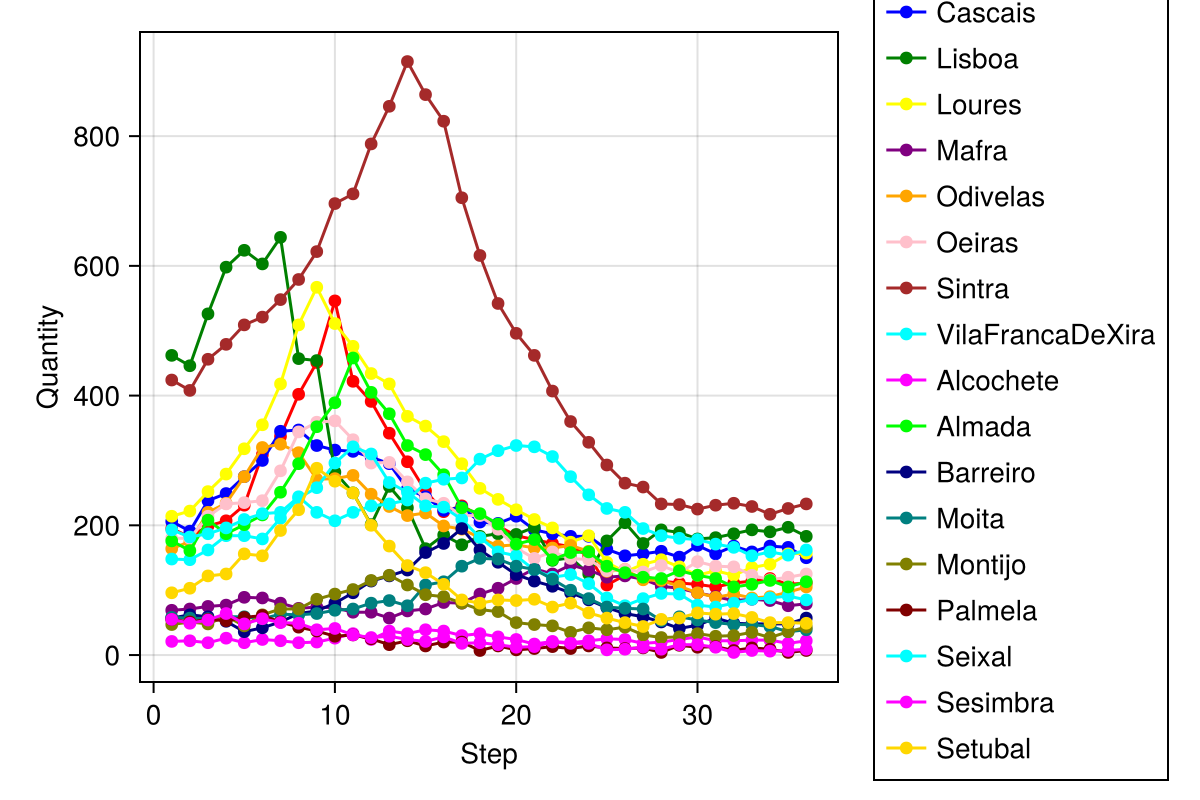 Quantity
800
600
400
200
0
0 10 20 30
Step
Cascais
Lisboa
Loures
Mafra
Odivelas
Oeiras
Sintra
VilaFrancaDeXira
Alcochete
Almada
Barreiro
Moita
Montijo
Palmela
Seixal
Sesimbra
Setubal